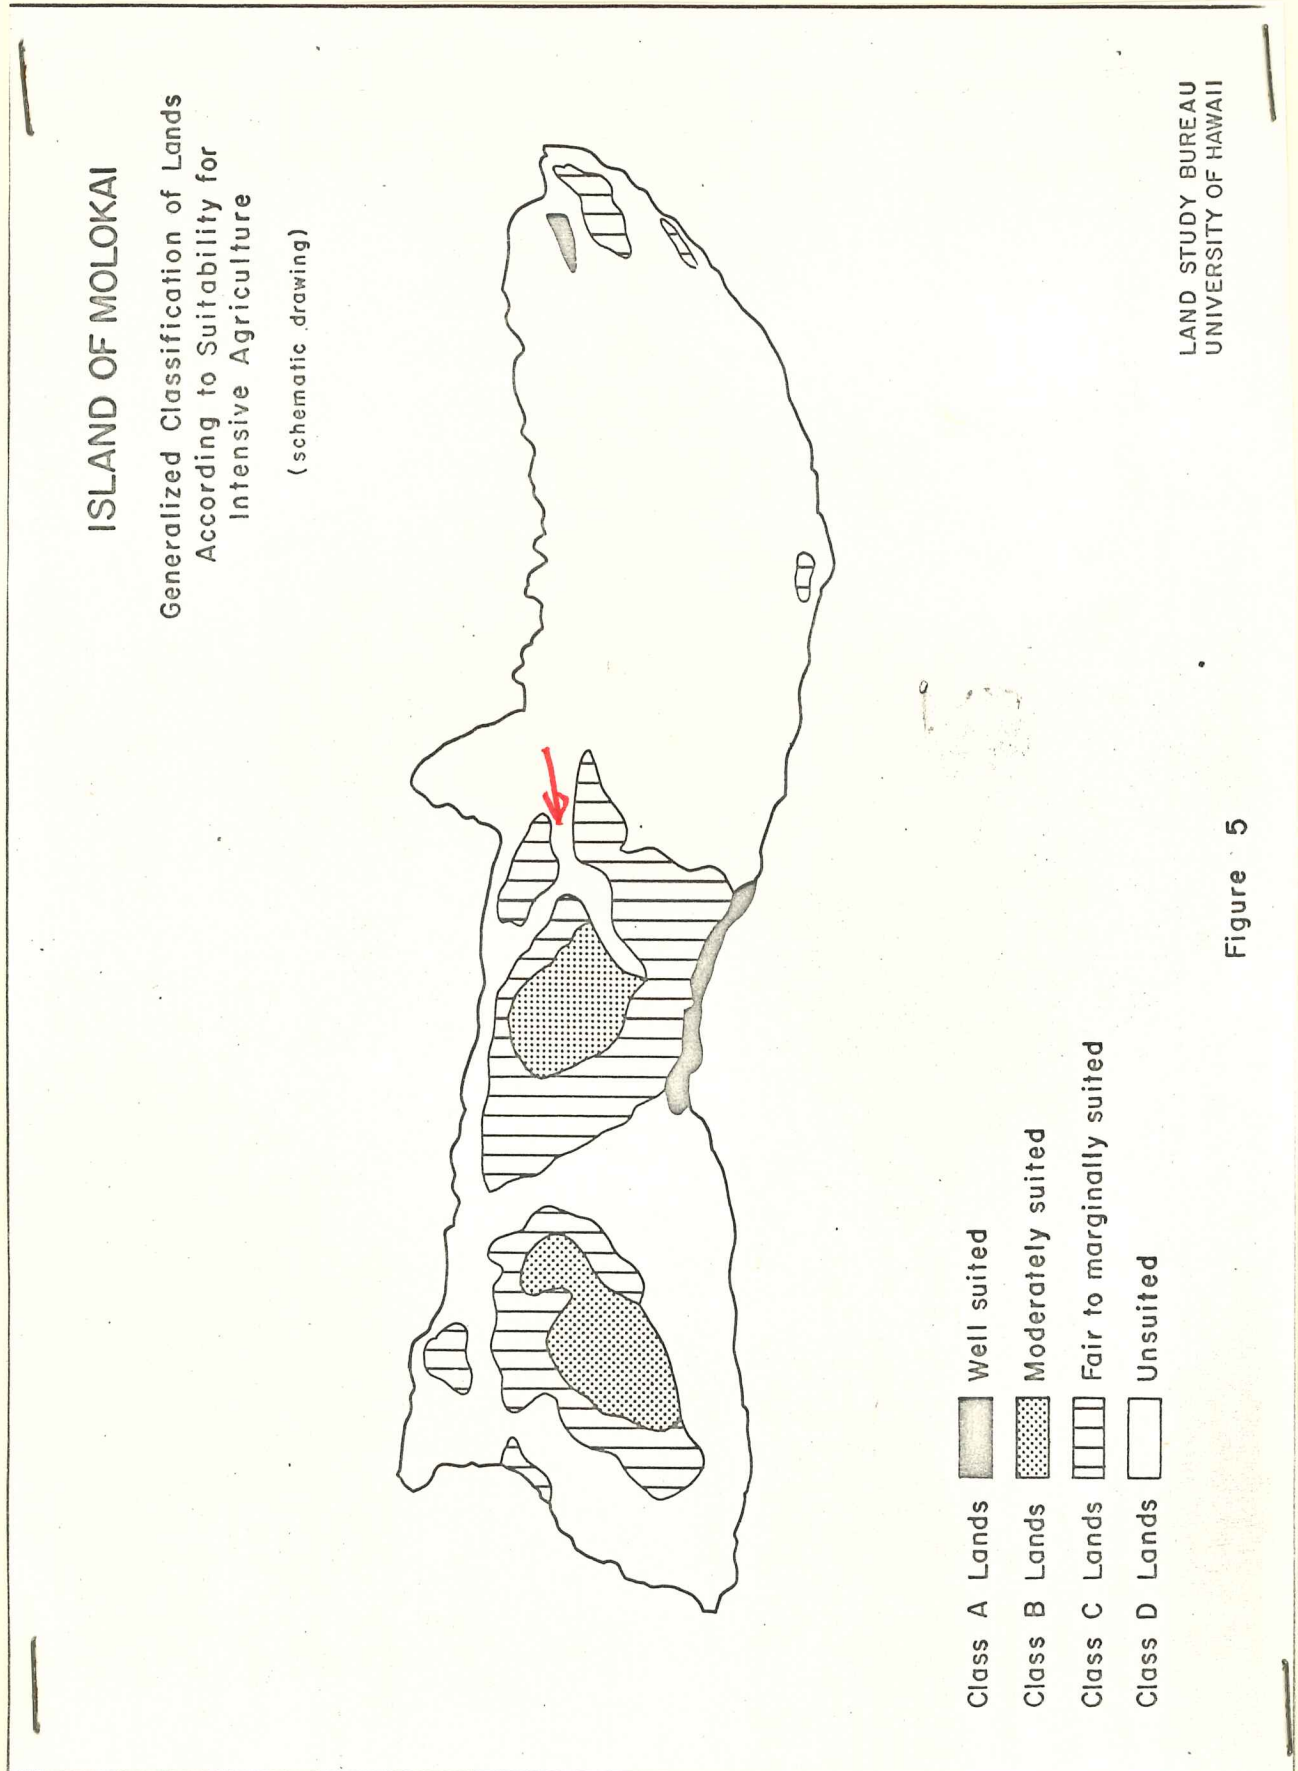 ISLAND OF MOLOKAI
Generalized Classification of Lands
According to Suitability for
Intensive Agriculture
(schematic drawing)
Class A Lands Well suited
Class B Lands Moderately suited
Class C Lands Fair to marginally suited
Class D Lands Unsuited
Figure 5
LAND STUDY BUREAU
UNIVERSITY OF HAWAII